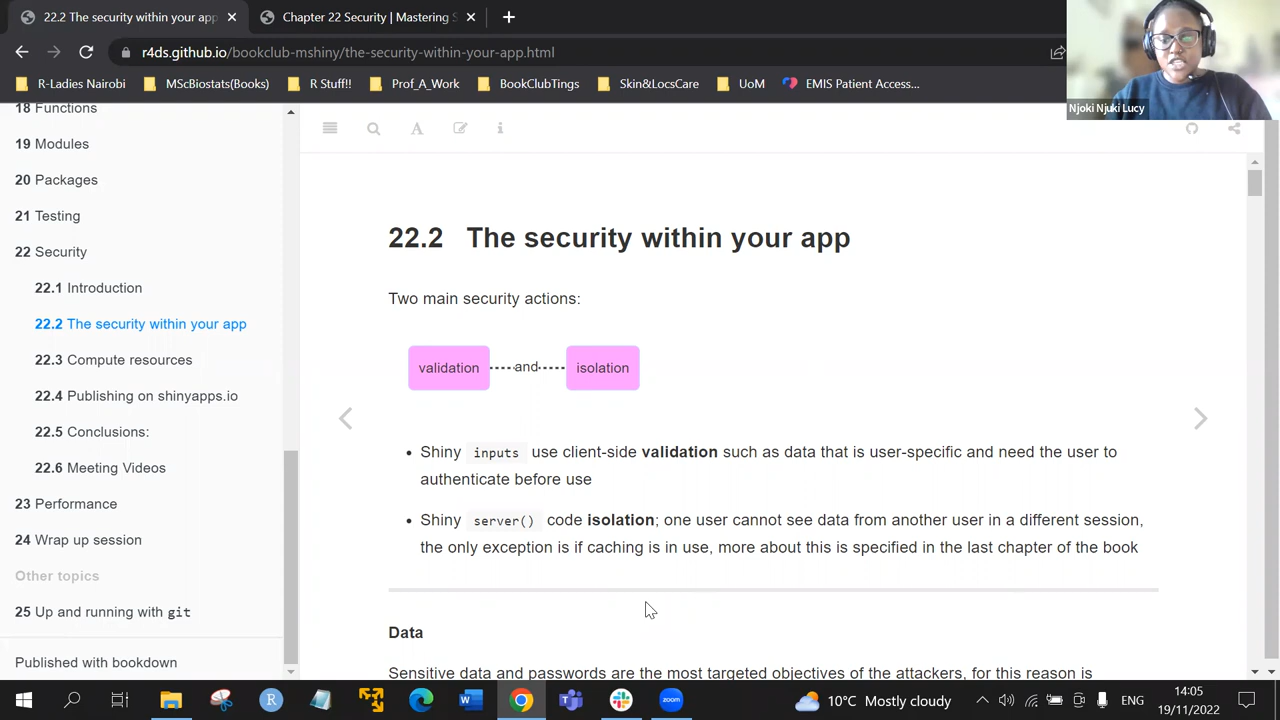 22.2 The security within your app
Chapter 22 Security | Mastering S
r4ds.github.io/bookclub-mshiny/the-security-within-your-app.html
R-Ladies Nairobi
MScBiostats(Books)
R Stuff!!
Prof_A_Work
BookClubTings
Skin&LocsCare
UoM
EMIS Patient Access...
Njoki Njuki Lucy
18 Functions
19 Modules
20 Packages
21 Testing
22 Security
22.1 Introduction
22.2 The security within your app
22.3 Compute resources
22.4 Publishing on shinyapps.io
22.5 Conclusions:
22.6 Meeting Videos
23 Performance
24 Wrap up session
Other topics
25 Up and running with git
Published with bookdown
22.2 The security within your app
Two main security actions:
validation and isolation
Shiny inputs use client-side validation such as data that is user-specific and need the user to
authenticate before use
Shiny server() code isolation; one user cannot see data from another user in a different session,
the only exception is if caching is in use, more about this is specified in the last chapter of the book
Data
Sensitive data and passwords are the most targeted objectives of the attackers, for this reason is
zoom
10°C Mostly cloudy
ENG
14:05
19/11/2022